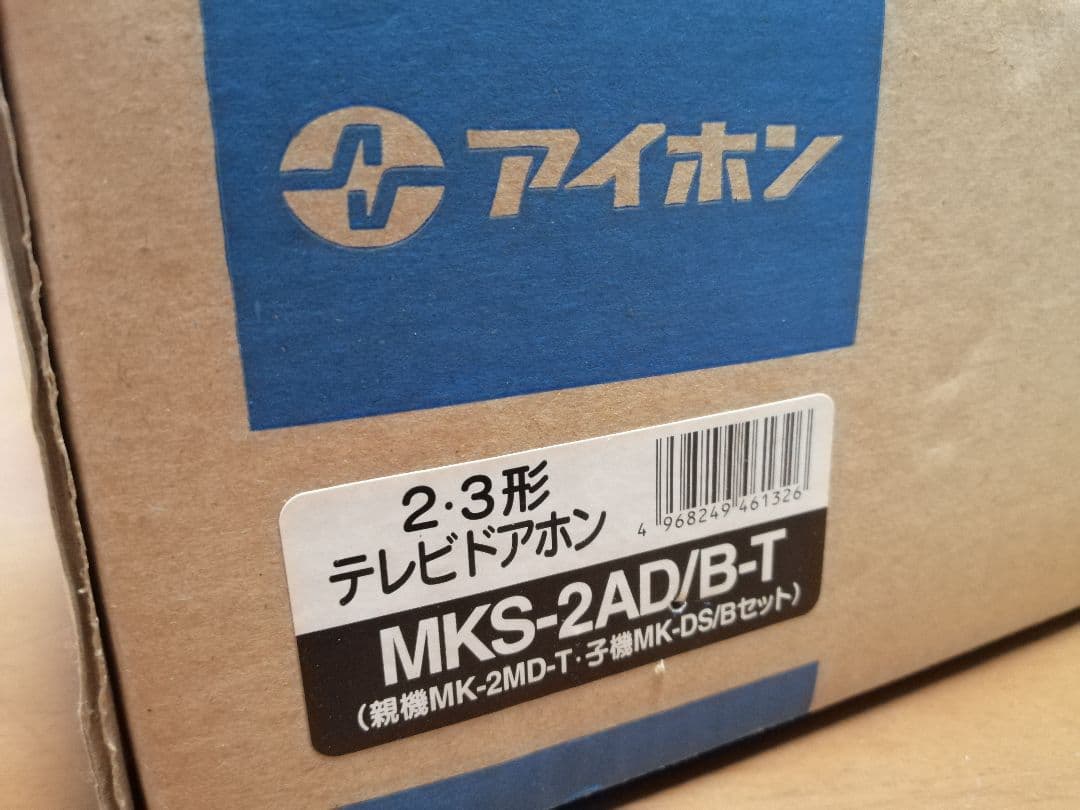 アイホン
2・3形
テレビドアホン
4 968249 461326
MKS-2AD/B-T
(親機MK-2MD-T・子機MK-DS/Bセット)